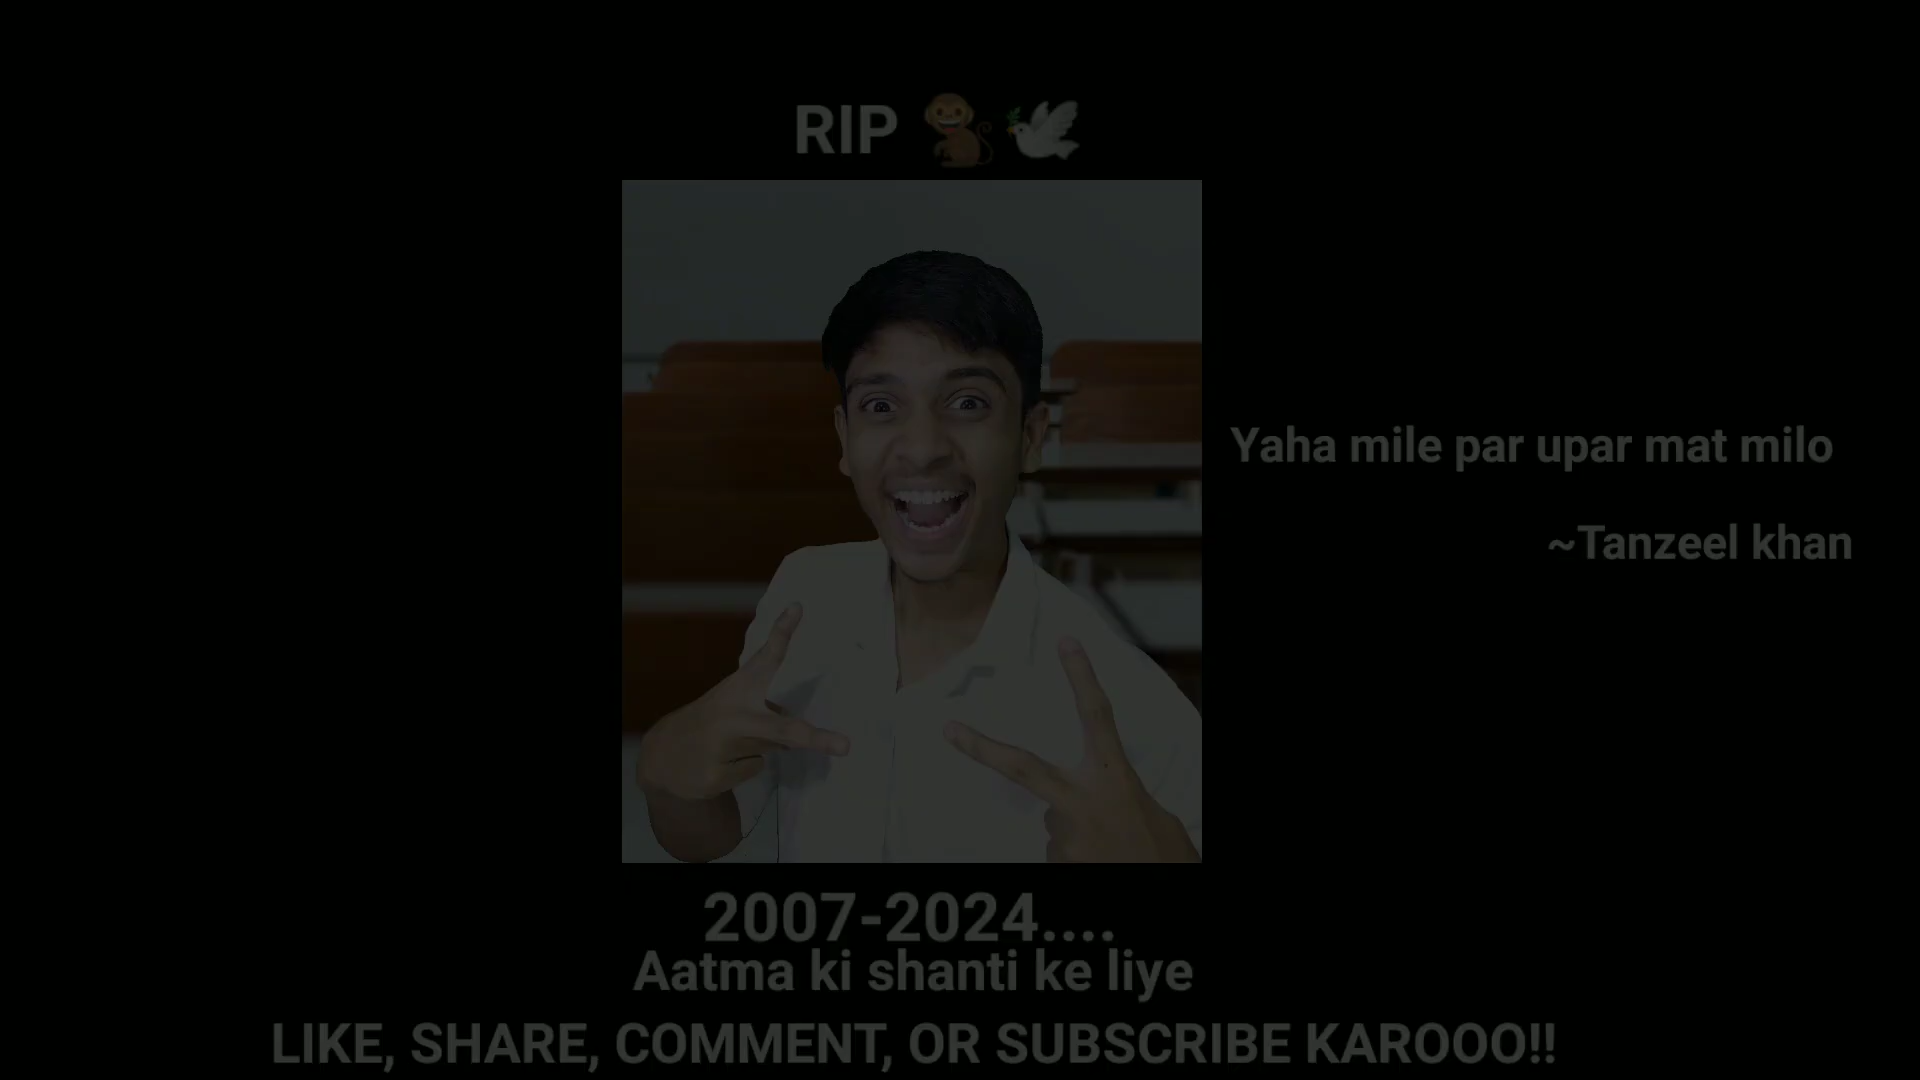 RIP 🐒🕊️
Yaha mile par upar mat milo
~Tanzeel khan
2007-2024....
Aatma ki shanti ke liye
LIKE, SHARE, COMMENT, OR SUBSCRIBE KAROOO!!